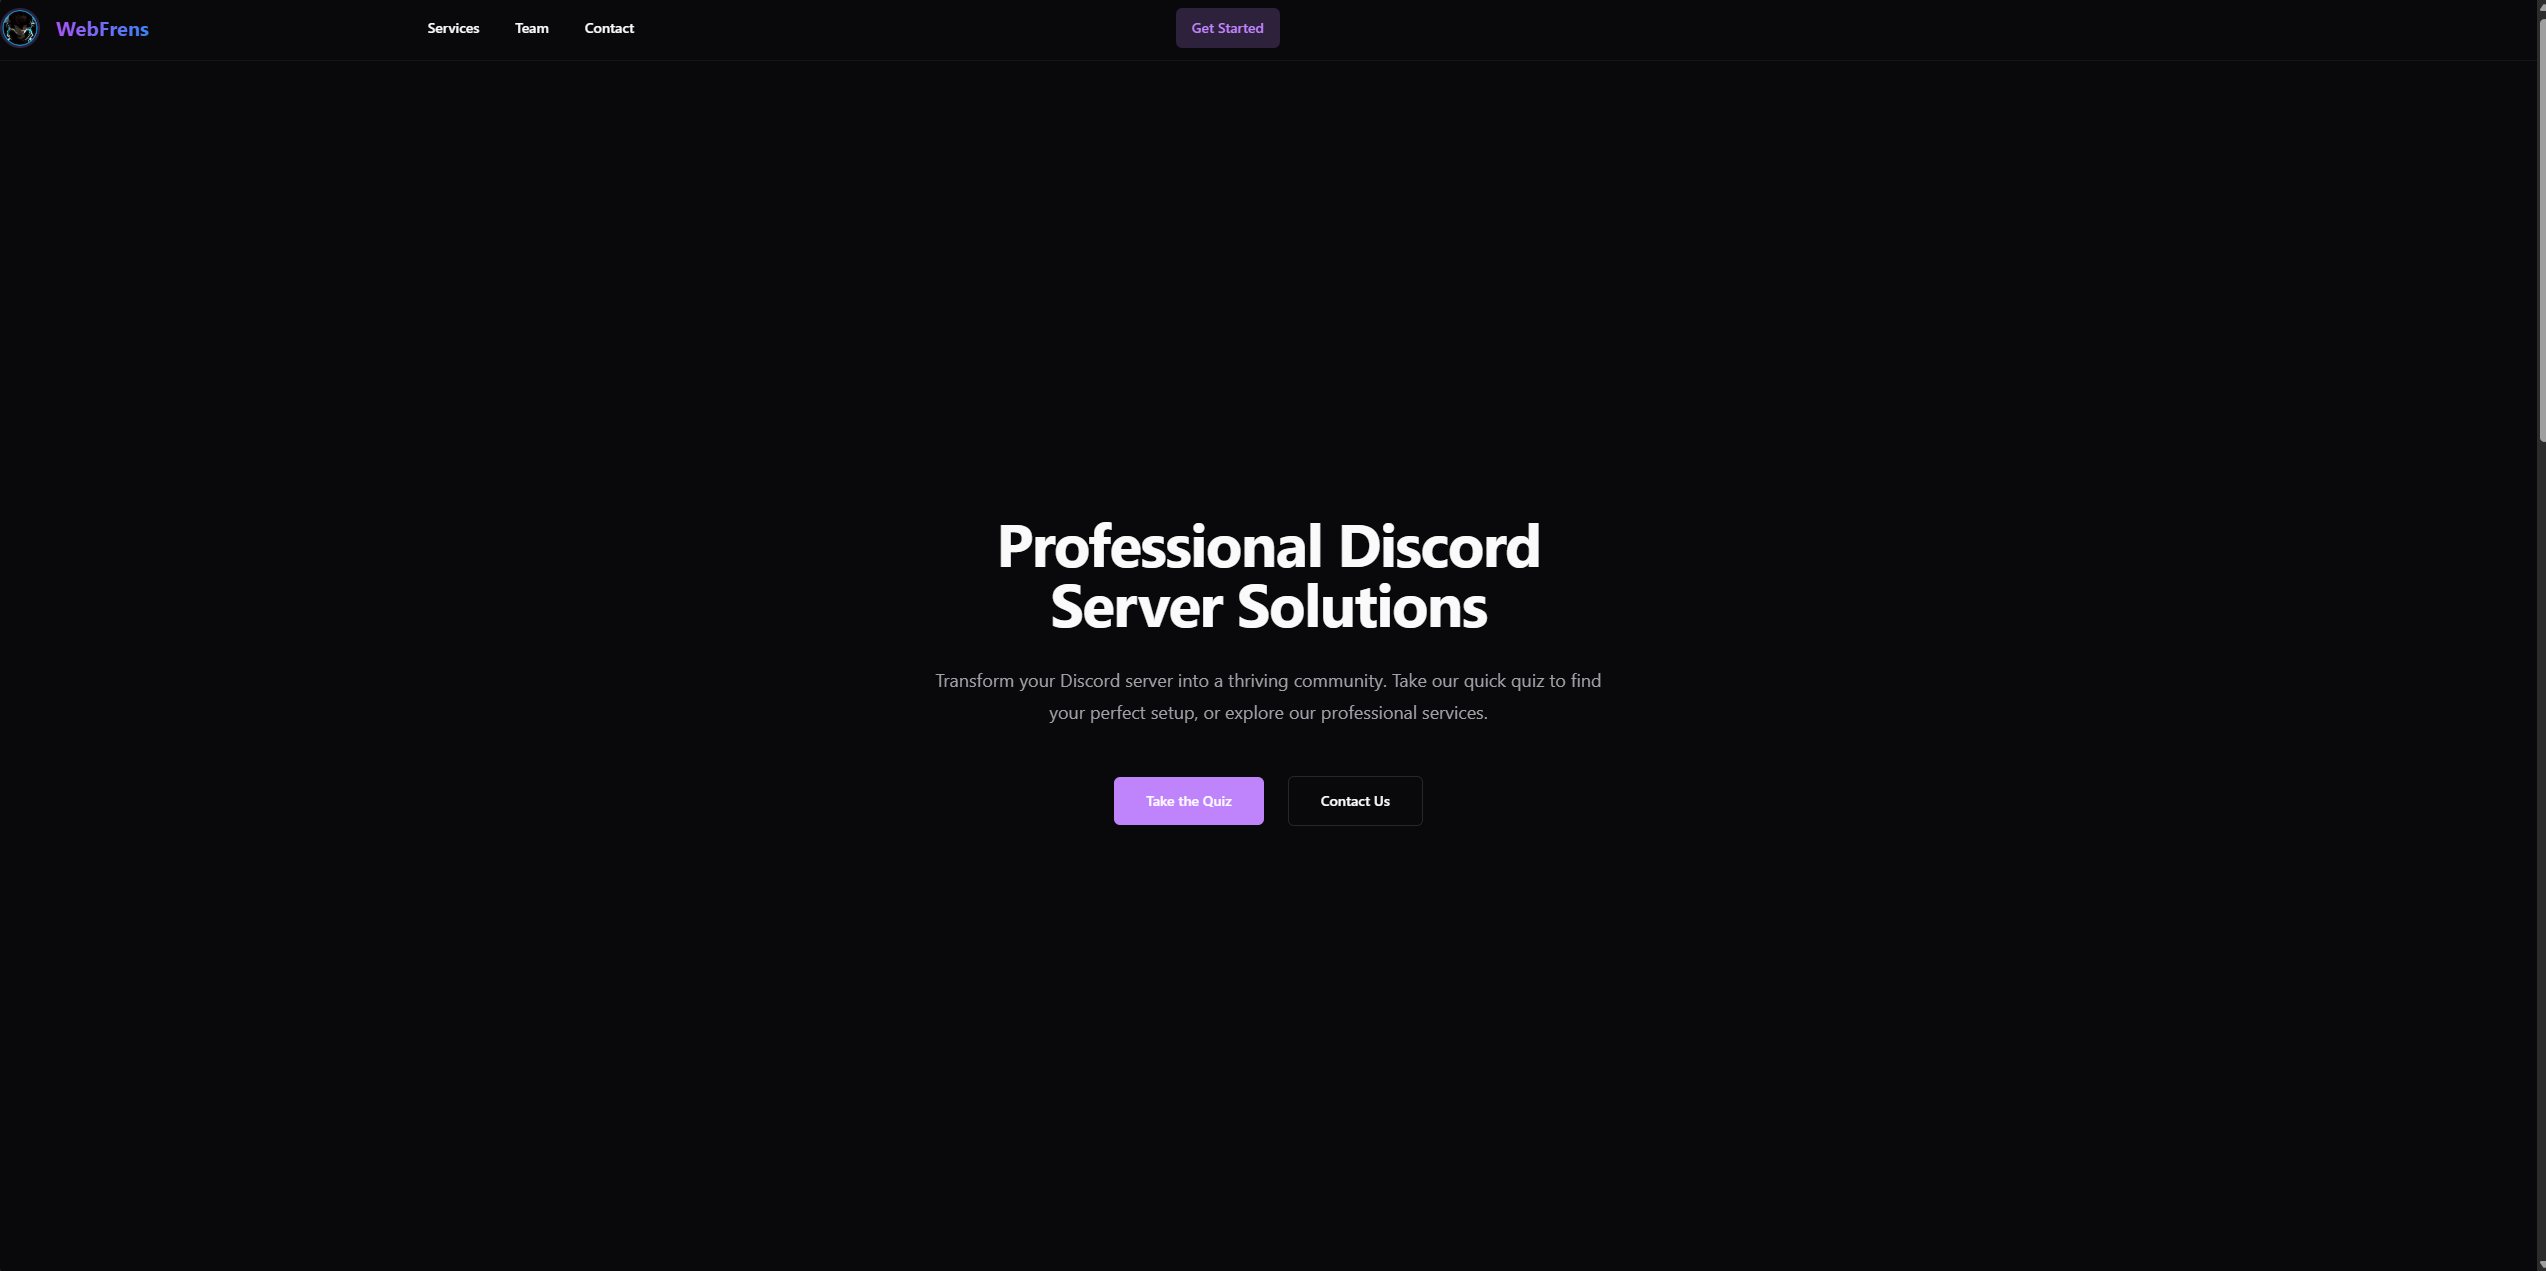 WebFrens
Services
Team
Contact
Get Started
Professional Discord
Server Solutions
Transform your Discord server into a thriving community. Take our quick quiz to find
your perfect setup, or explore our professional services.
Take the Quiz
Contact Us